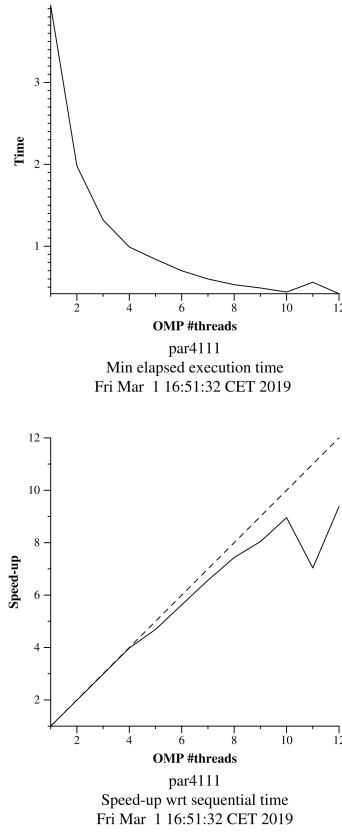 3
2
1
Time
2 4 6 8 10 12
OMP #threads
par4111
Min elapsed execution time
Fri Mar  1 16:51:32 CET 2019
12
10
8
6
4
2
Speed-up
2 4 6 8 10 12
OMP #threads
par4111
Speed-up wrt sequential time
Fri Mar  1 16:51:32 CET 2019